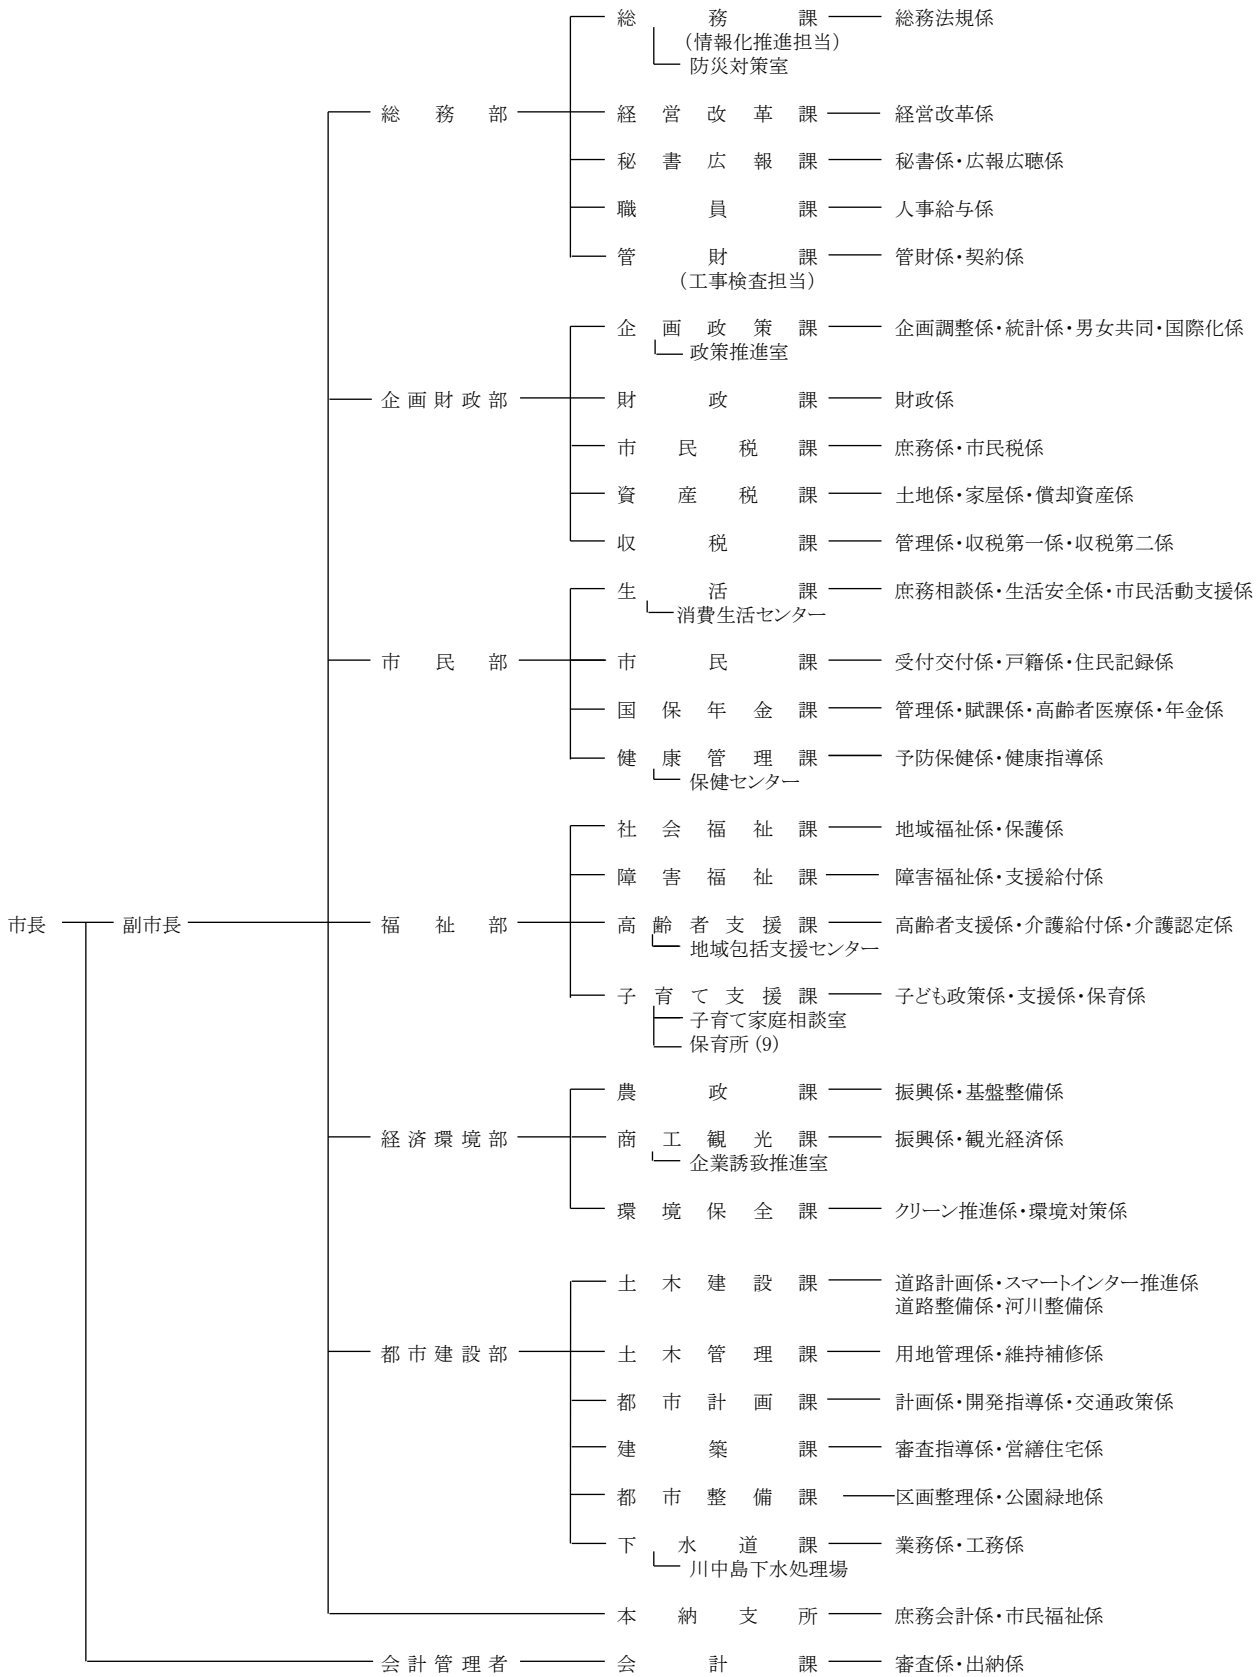 総務課 総務法規係
(情報化推進担当)
防災対策室
総務部 経営改革課 経営改革係
秘書広報課 秘書係・広報広聴係
職員課 人事給与係
管財課 管財係・契約係
(工事検査担当)
企画政策課 企画調整係・統計係・男女共同・国際化係
政策推進室
企画財政部 財政課 財政係
市民税課 庶務係・市民税係
資産税課 土地係・家屋係・償却資産係
収税課 管理係・収税第一係・収税第二係
生活課 庶務相談係・生活安全係・市民活動支援係
消費生活センター
市民部 市民課 受付交付係・戸籍係・住民記録係
国保年金課 管理係・賦課係・高齢者医療係・年金係
健康管理課 予防保健係・健康指導係
保健センター
社会福祉課 地域福祉係・保護係
障害福祉課 障害福祉係・支援給付係
市長 副市長 福祉部 高齢者支援課 高齢者支援係・介護給付係・介護認定係
地域包括支援センター
子育て支援課 子ども政策係・支援係・保育係
子育て家庭相談室
保育所(9)
農政課 振興係・基盤整備係
経済環境部 商工観光課 振興係・観光経済係
企業誘致推進室
環境保全課 クリーン推進係・環境対策係
土木建設課 道路計画係・スマートインター推進係
道路整備係・河川整備係
都市建設部 土木管理課 用地管理係・維持補修係
都市計画課 計画係・開発指導係・交通政策係
建築課 審査指導係・営繕住宅係
都市整備課 区画整理係・公園緑地係
下水道課 業務係・工務係
川中島下水処理場
本納支所 庶務会計係・市民福祉係
会計管理者 会計課 審査係・出納係